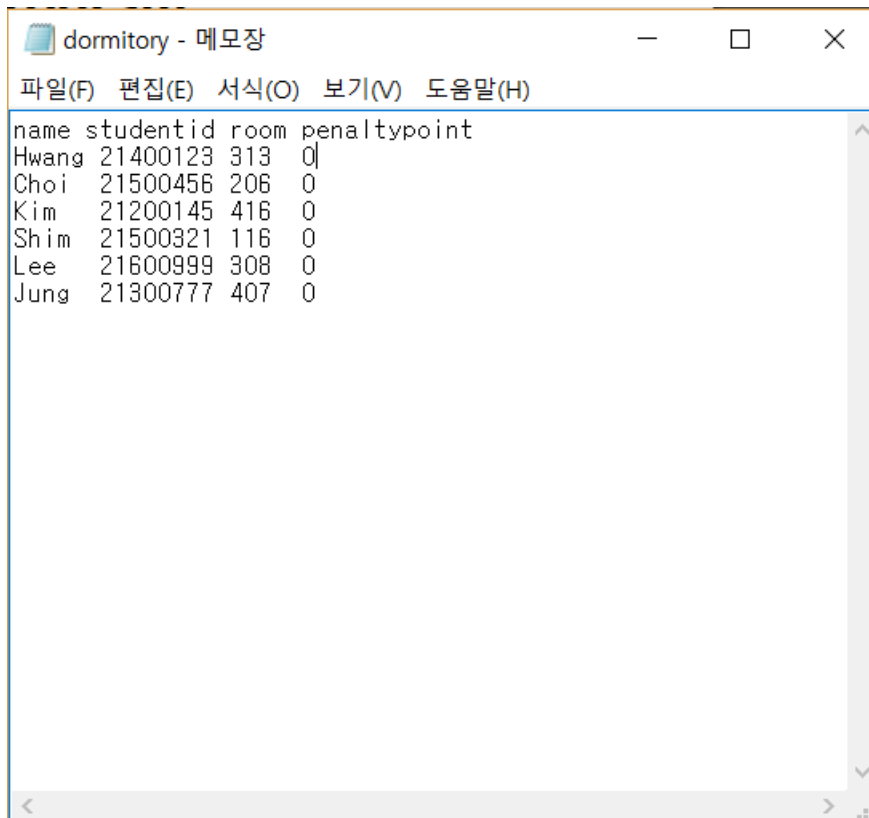 dormitory - 메모장
파일(F) 편집(E) 서식(O) 보기(V) 도움말(H)
name studentid room penaltypoint
Hwang 21400123 313 0
Choi 21500456 206 0
Kim 21200145 416 0
Shim 21500321 116 0
Lee 21600999 308 0
Jung 21300777 407 0